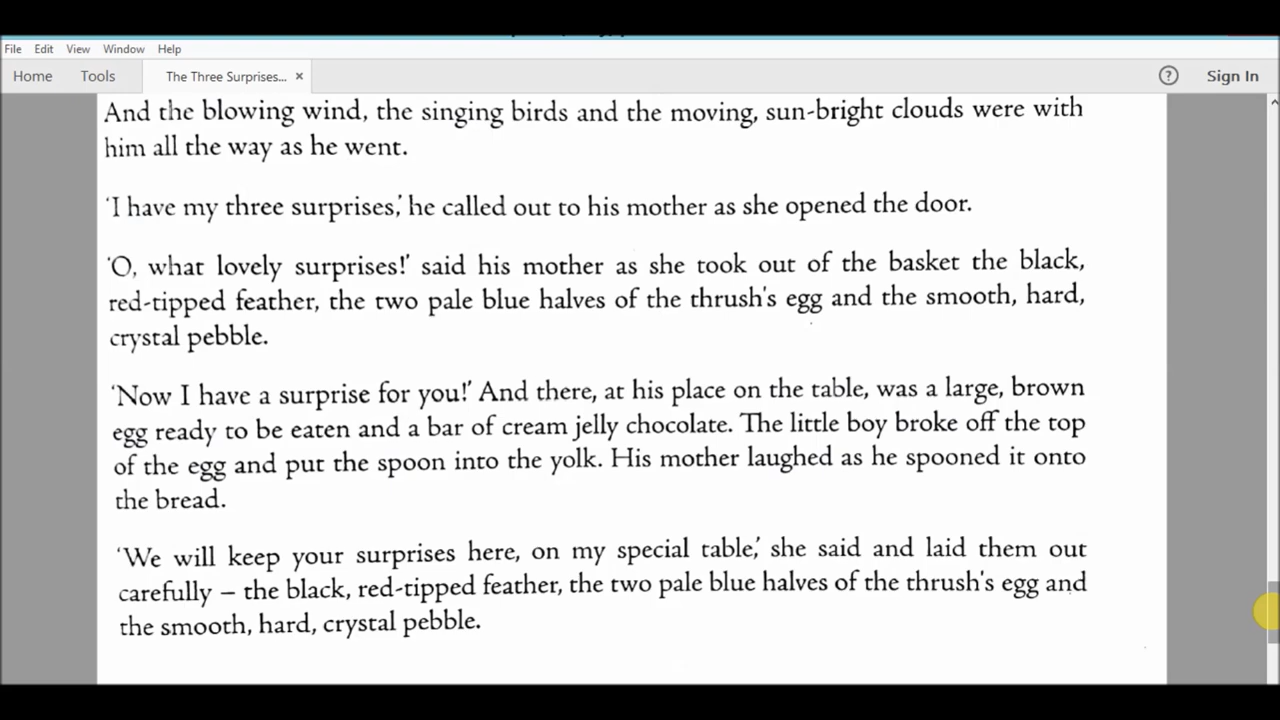 File Edit View Window Help
Home Tools The Three Surprises... × ? Sign In
And the blowing wind, the singing birds and the moving, sun-bright clouds were with
him all the way as he went.
'I have my three surprises,' he called out to his mother as she opened the door.
'O, what lovely surprises!' said his mother as she took out of the basket the black,
red-tipped feather, the two pale blue halves of the thrush's egg and the smooth, hard,
crystal pebble.
'Now I have a surprise for you!' And there, at his place on the table, was a large, brown
egg ready to be eaten and a bar of cream jelly chocolate. The little boy broke off the top
of the egg and put the spoon into the yolk. His mother laughed as he spooned it onto
the bread.
'We will keep your surprises here, on my special table,' she said and laid them out
carefully – the black, red-tipped feather, the two pale blue halves of the thrush's egg and
the smooth, hard, crystal pebble.